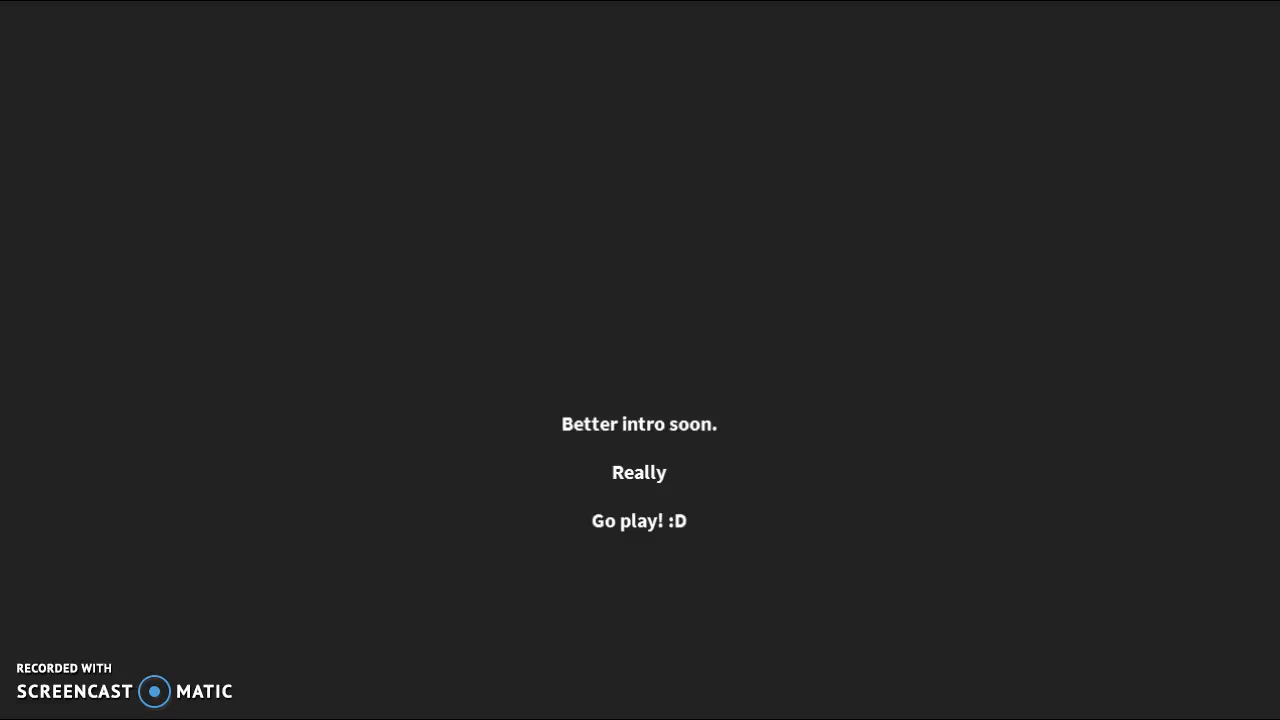 Better intro soon.
Really
Go play! :D
RECORDED WITH
SCREENCAST MATIC